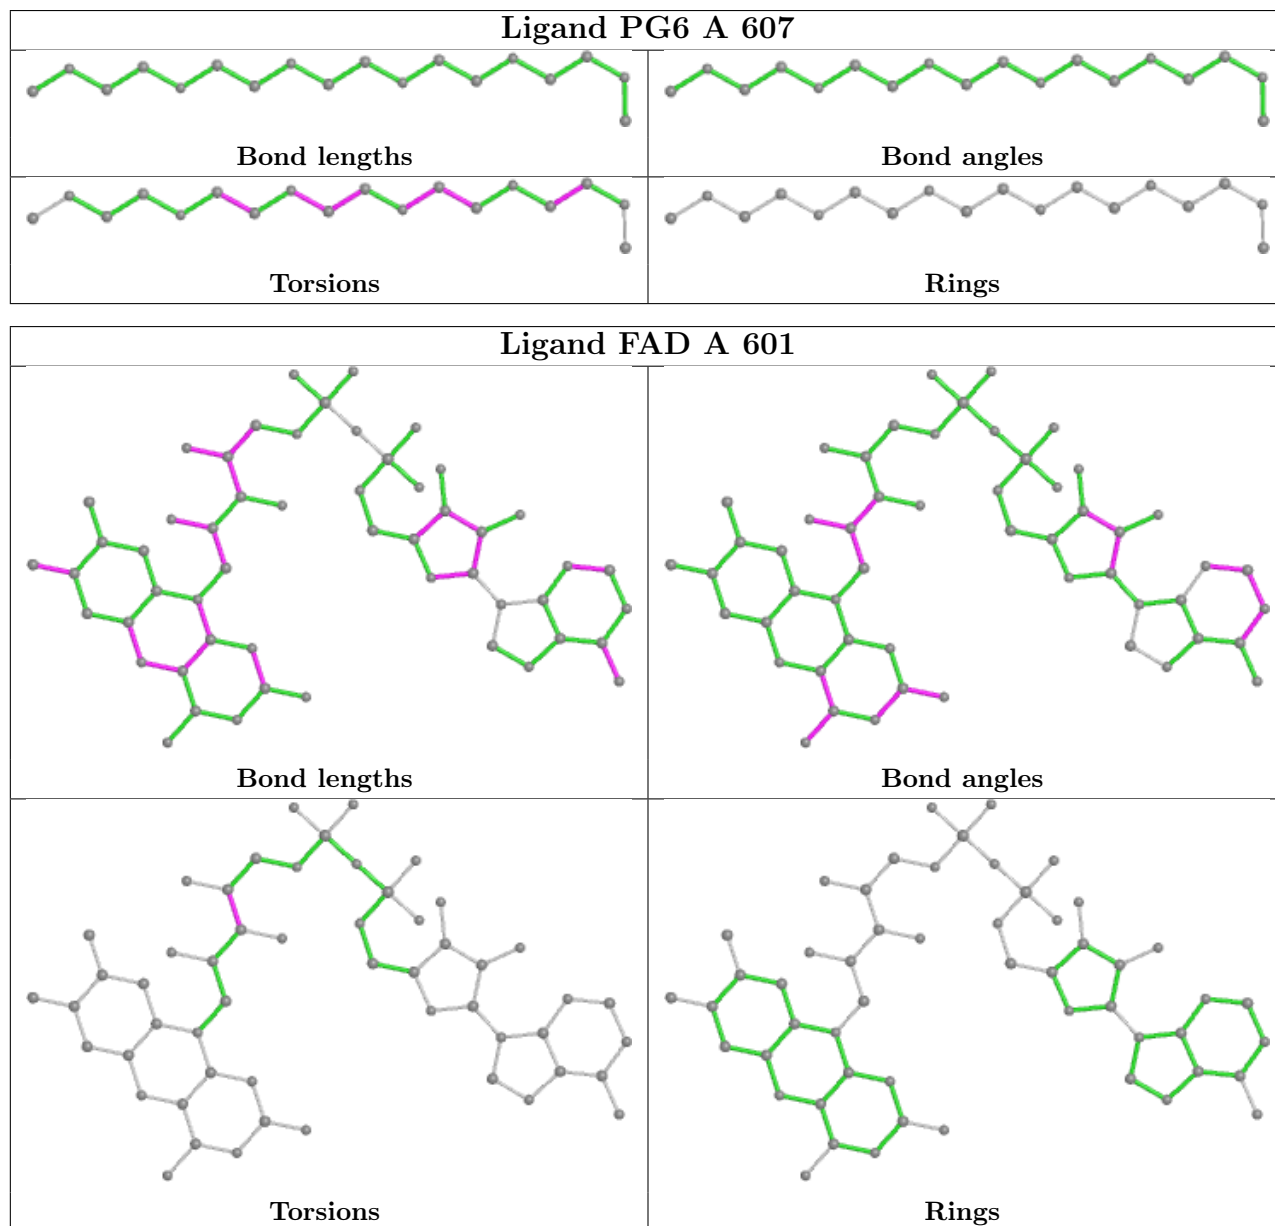 Ligand PG6 A 607
Bond lengths
Bond angles
Torsions
Rings
Ligand FAD A 601
Bond lengths
Bond angles
Torsions
Rings